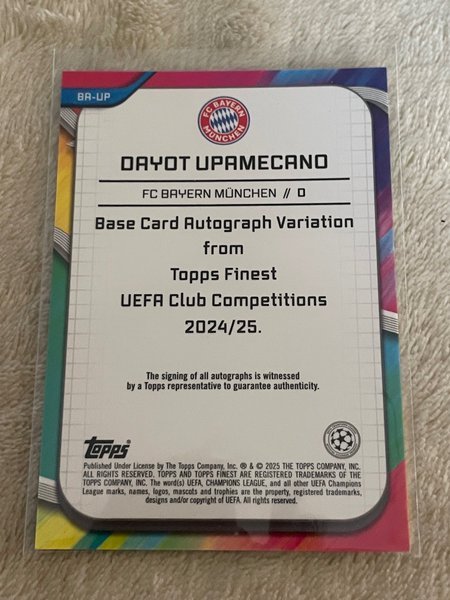 BA-UP
FC BAYERN
MÜNCHEN
DAYOT UPAMECANO
FC BAYERN MÜNCHEN // D
Base Card Autograph Variation
from
Topps Finest
UEFA Club Competitions
2024/25.
The signing of all autographs is witnessed
by a Topps representative to guarantee authenticity.
Topps
Published Under License by The Topps Company, Inc. ® & © 2025 THE TOPPS COMPANY, INC.
ALL RIGHTS RESERVED. TOPPS AND TOPPS FINEST ARE REGISTERED TRADEMARKS OF THE
TOPPS COMPANY, INC. The word(s) UEFA, CHAMPIONS LEAGUE, and all other UEFA Champions
League marks, names, logos, mascots and trophies are the property, registered trademarks,
designs and/or copyright of UEFA. All rights reserved.